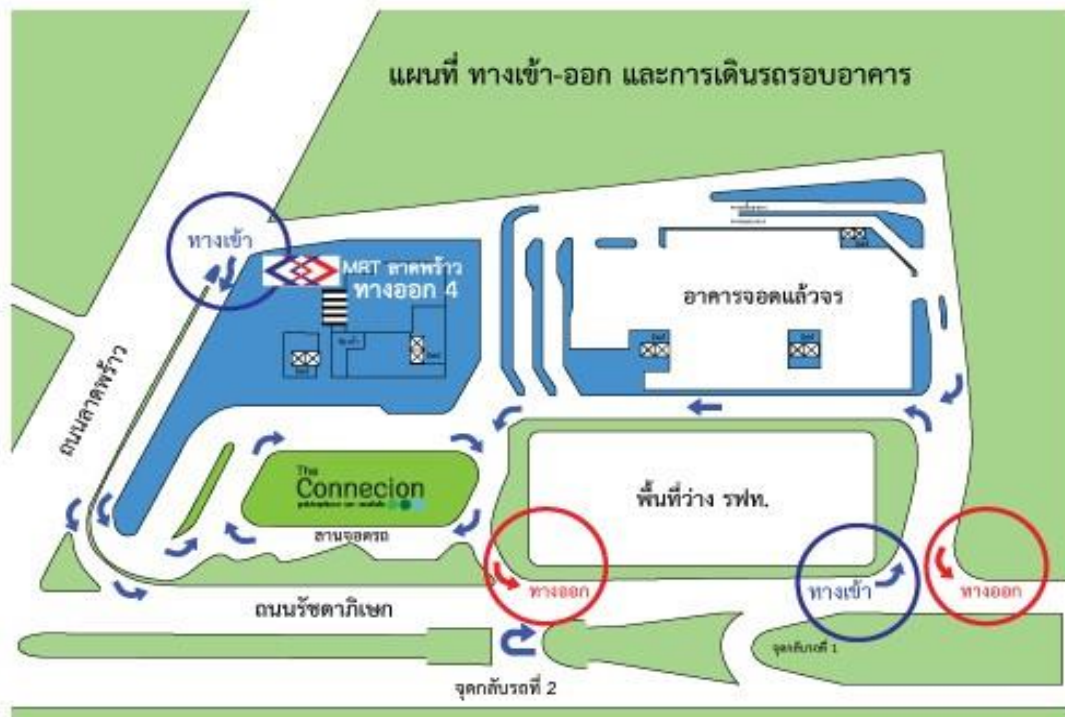 แผนที่ ทางเข้า-ออก และการเดินรถรอบอาคาร
ทางเข้า
MRT ลาดพร้าว
ทางออก 4
อาคารจอดแล้วจร
ถนนลาดพร้าว
The
Connecion
ลานจอดรถ
พื้นที่ว่าง รฟท.
ทางออก
ทางเข้า
ทางออก
ถนนรัชดาภิเษก
จุดกลับรถที่ 1
จุดกลับรถที่ 2